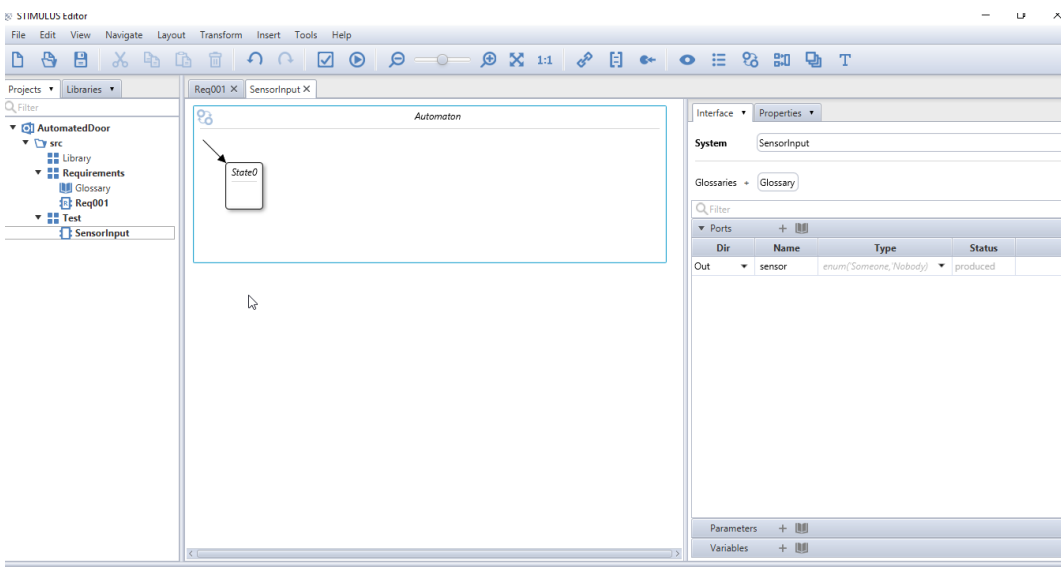 STIMULUS Editor
File Edit View Navigate Layout Transform Insert Tools Help
1:1 T
Projects Libraries
Filter
AutomatedDoor
src
Library
Requirements
Glossary
Req001
Test
SensorInput
Req001 SensorInput
Automaton
State0
Interface Properties
System SensorInput
Glossaries + Glossary
Filter
Ports +
Dir Name Type Status
Out sensor enum('Someone,'Nobody) produced
Parameters +
Variables +